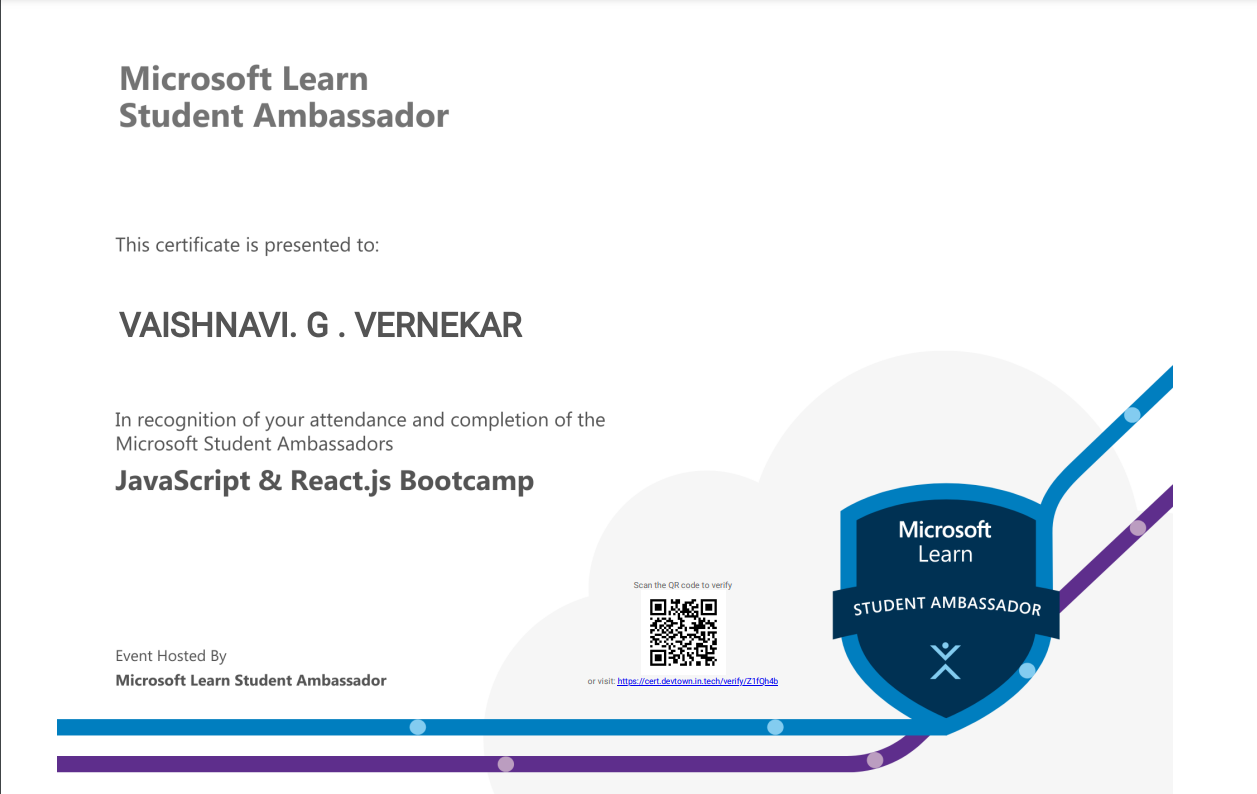 Microsoft Learn
Student Ambassador
This certificate is presented to:
VAISHNAVI. G . VERNEKAR
In recognition of your attendance and completion of the
Microsoft Student Ambassadors
JavaScript & React.js Bootcamp
Microsoft
Learn
STUDENT AMBASSADOR
Scan the QR code to verify
or visit: https://cert.devtown.in.tech/verify/Z1fQh4b
Event Hosted By
Microsoft Learn Student Ambassador